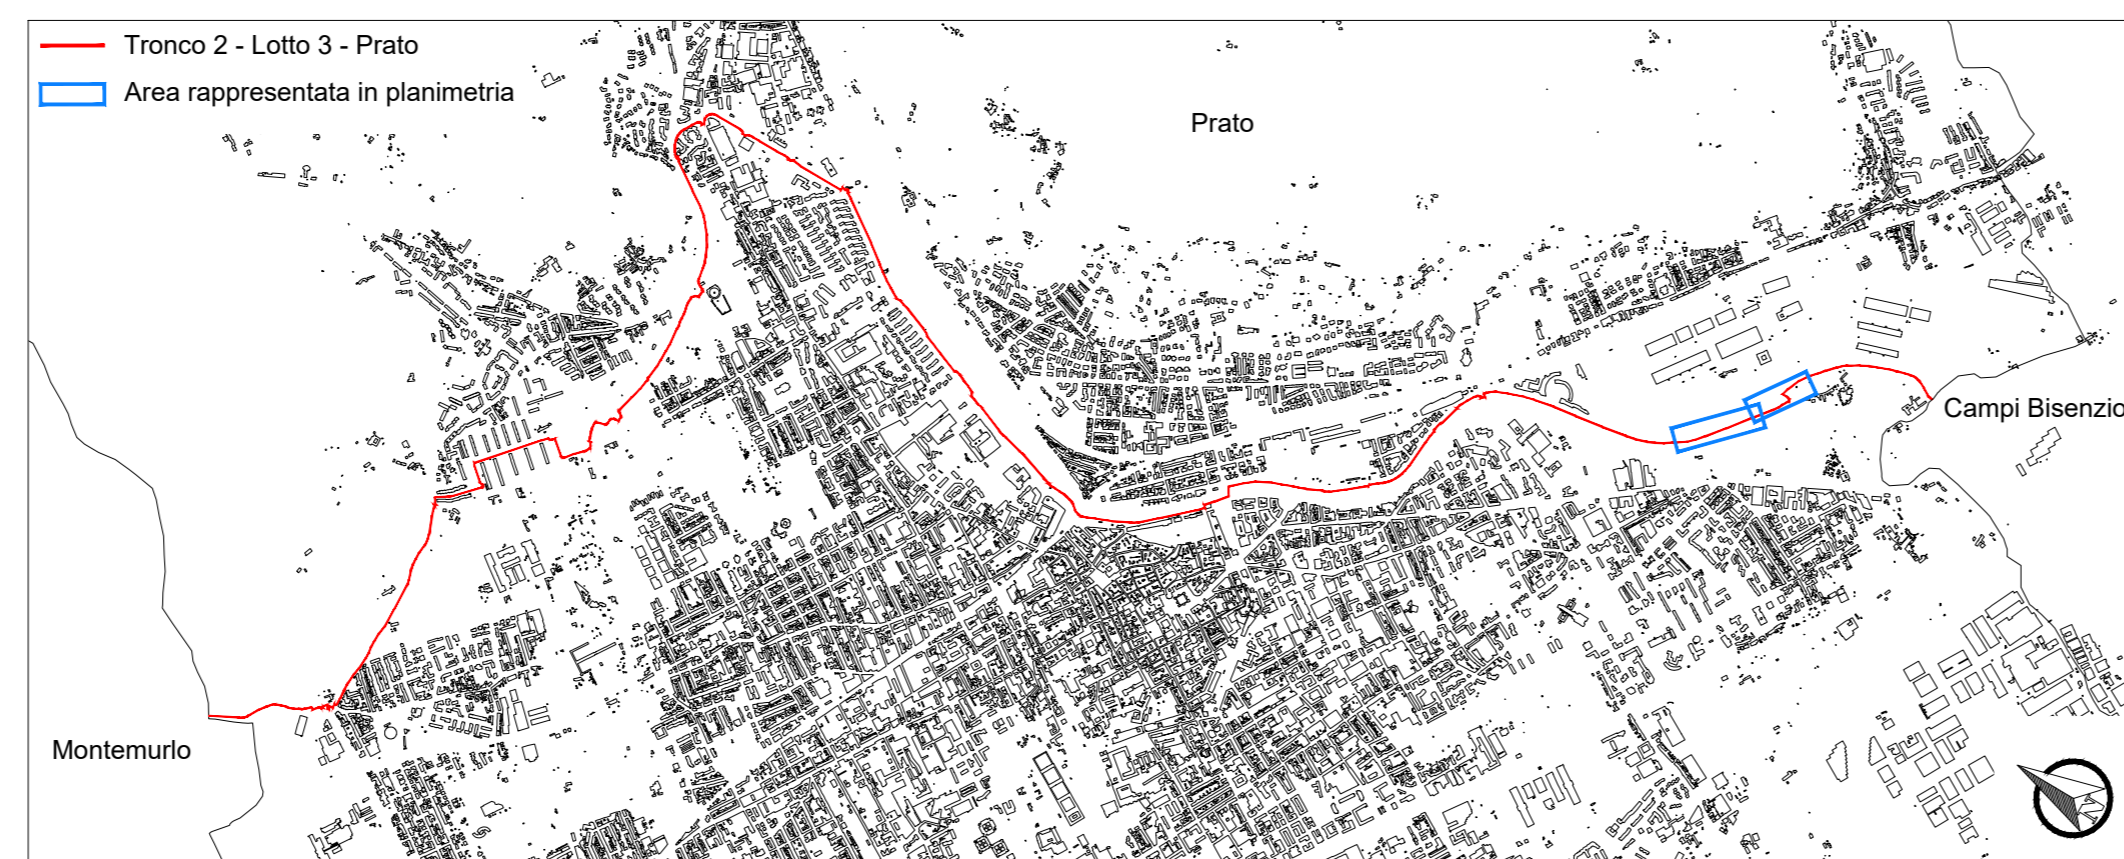 Tronco 2 - Lotto 3 - Prato
Area rappresentata in planimetria
Prato
Campi Bisenzio
Montemurlo
N